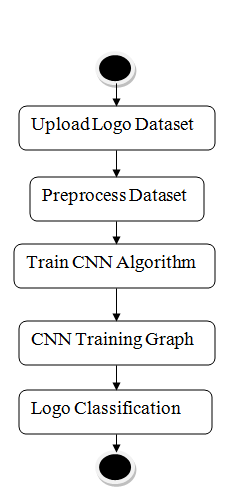 Upload Logo Dataset
Preprocess Dataset
Train CNN Algorithm
CNN Training Graph
Logo Classification